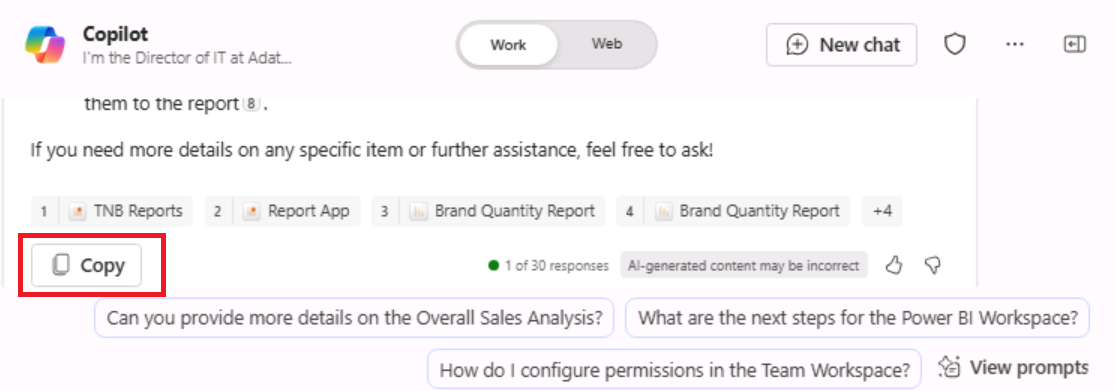 Copilot
I'm the Director of IT at Adat...
Work
Web
New chat
them to the report 8 .
If you need more details on any specific item or further assistance, feel free to ask!
1 TNB Reports 2 Report App 3 Brand Quantity Report 4 Brand Quantity Report +4
Copy
1 of 30 responses
AI-generated content may be incorrect
Can you provide more details on the Overall Sales Analysis?
What are the next steps for the Power BI Workspace?
How do I configure permissions in the Team Workspace?
View prompts